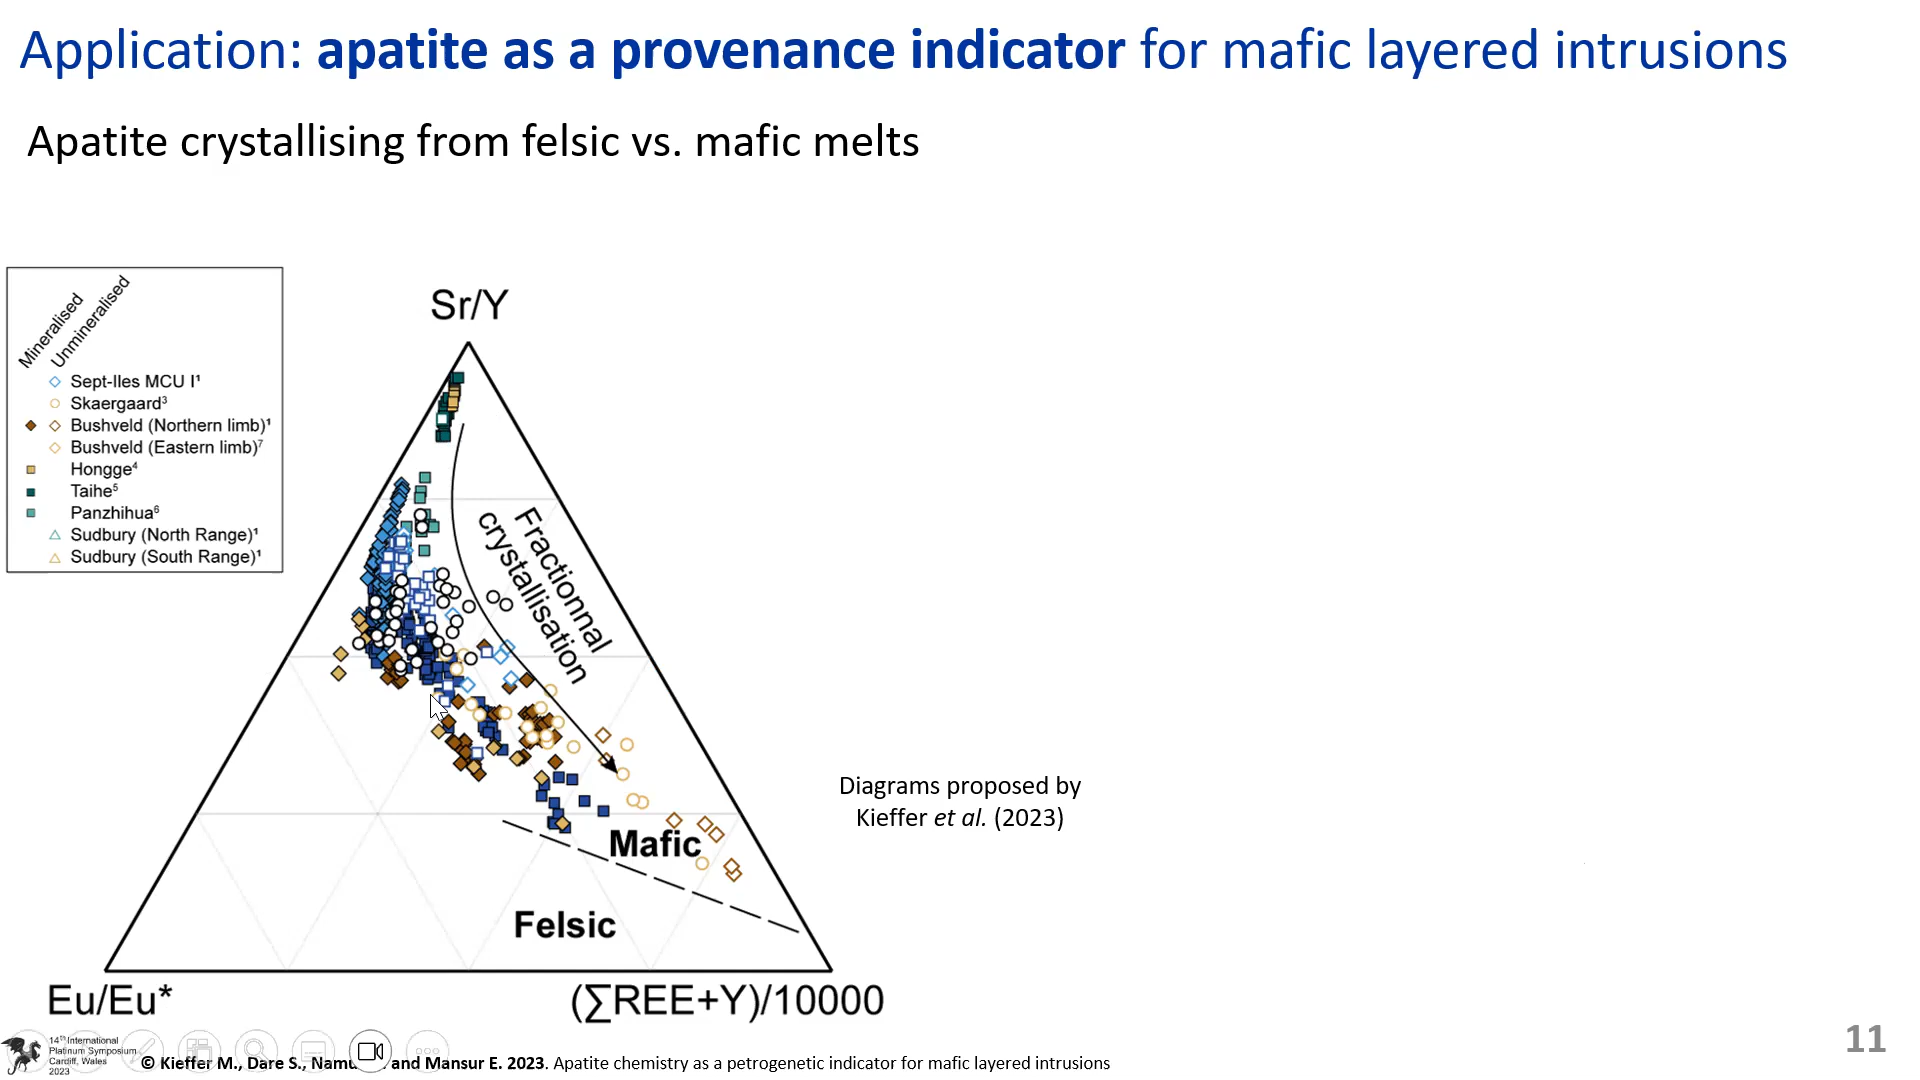 Application: apatite as a provenance indicator for mafic layered intrusions
Apatite crystallising from felsic vs. mafic melts
Mineralised
Unmineralised
Sept-Iles MCU I¹
Skaergaard³
Bushveld (Northern limb)¹
Bushveld (Eastern limb)⁷
Hongge⁴
Taihe⁵
Panzhihua⁶
Sudbury (North Range)¹
Sudbury (South Range)¹
Sr/Y
Fractionnal
crystallisation
Mafic
Felsic
Eu/Eu*
(∑REE+Y)/10000
Diagrams proposed by
Kieffer et al. (2023)
14th International
Platinum Symposium
Cardiff, Wales
2023
© Kieffer M., Dare S., and Mansur E. 2023. Apatite chemistry as a petrogenetic indicator for mafic layered intrusions
11